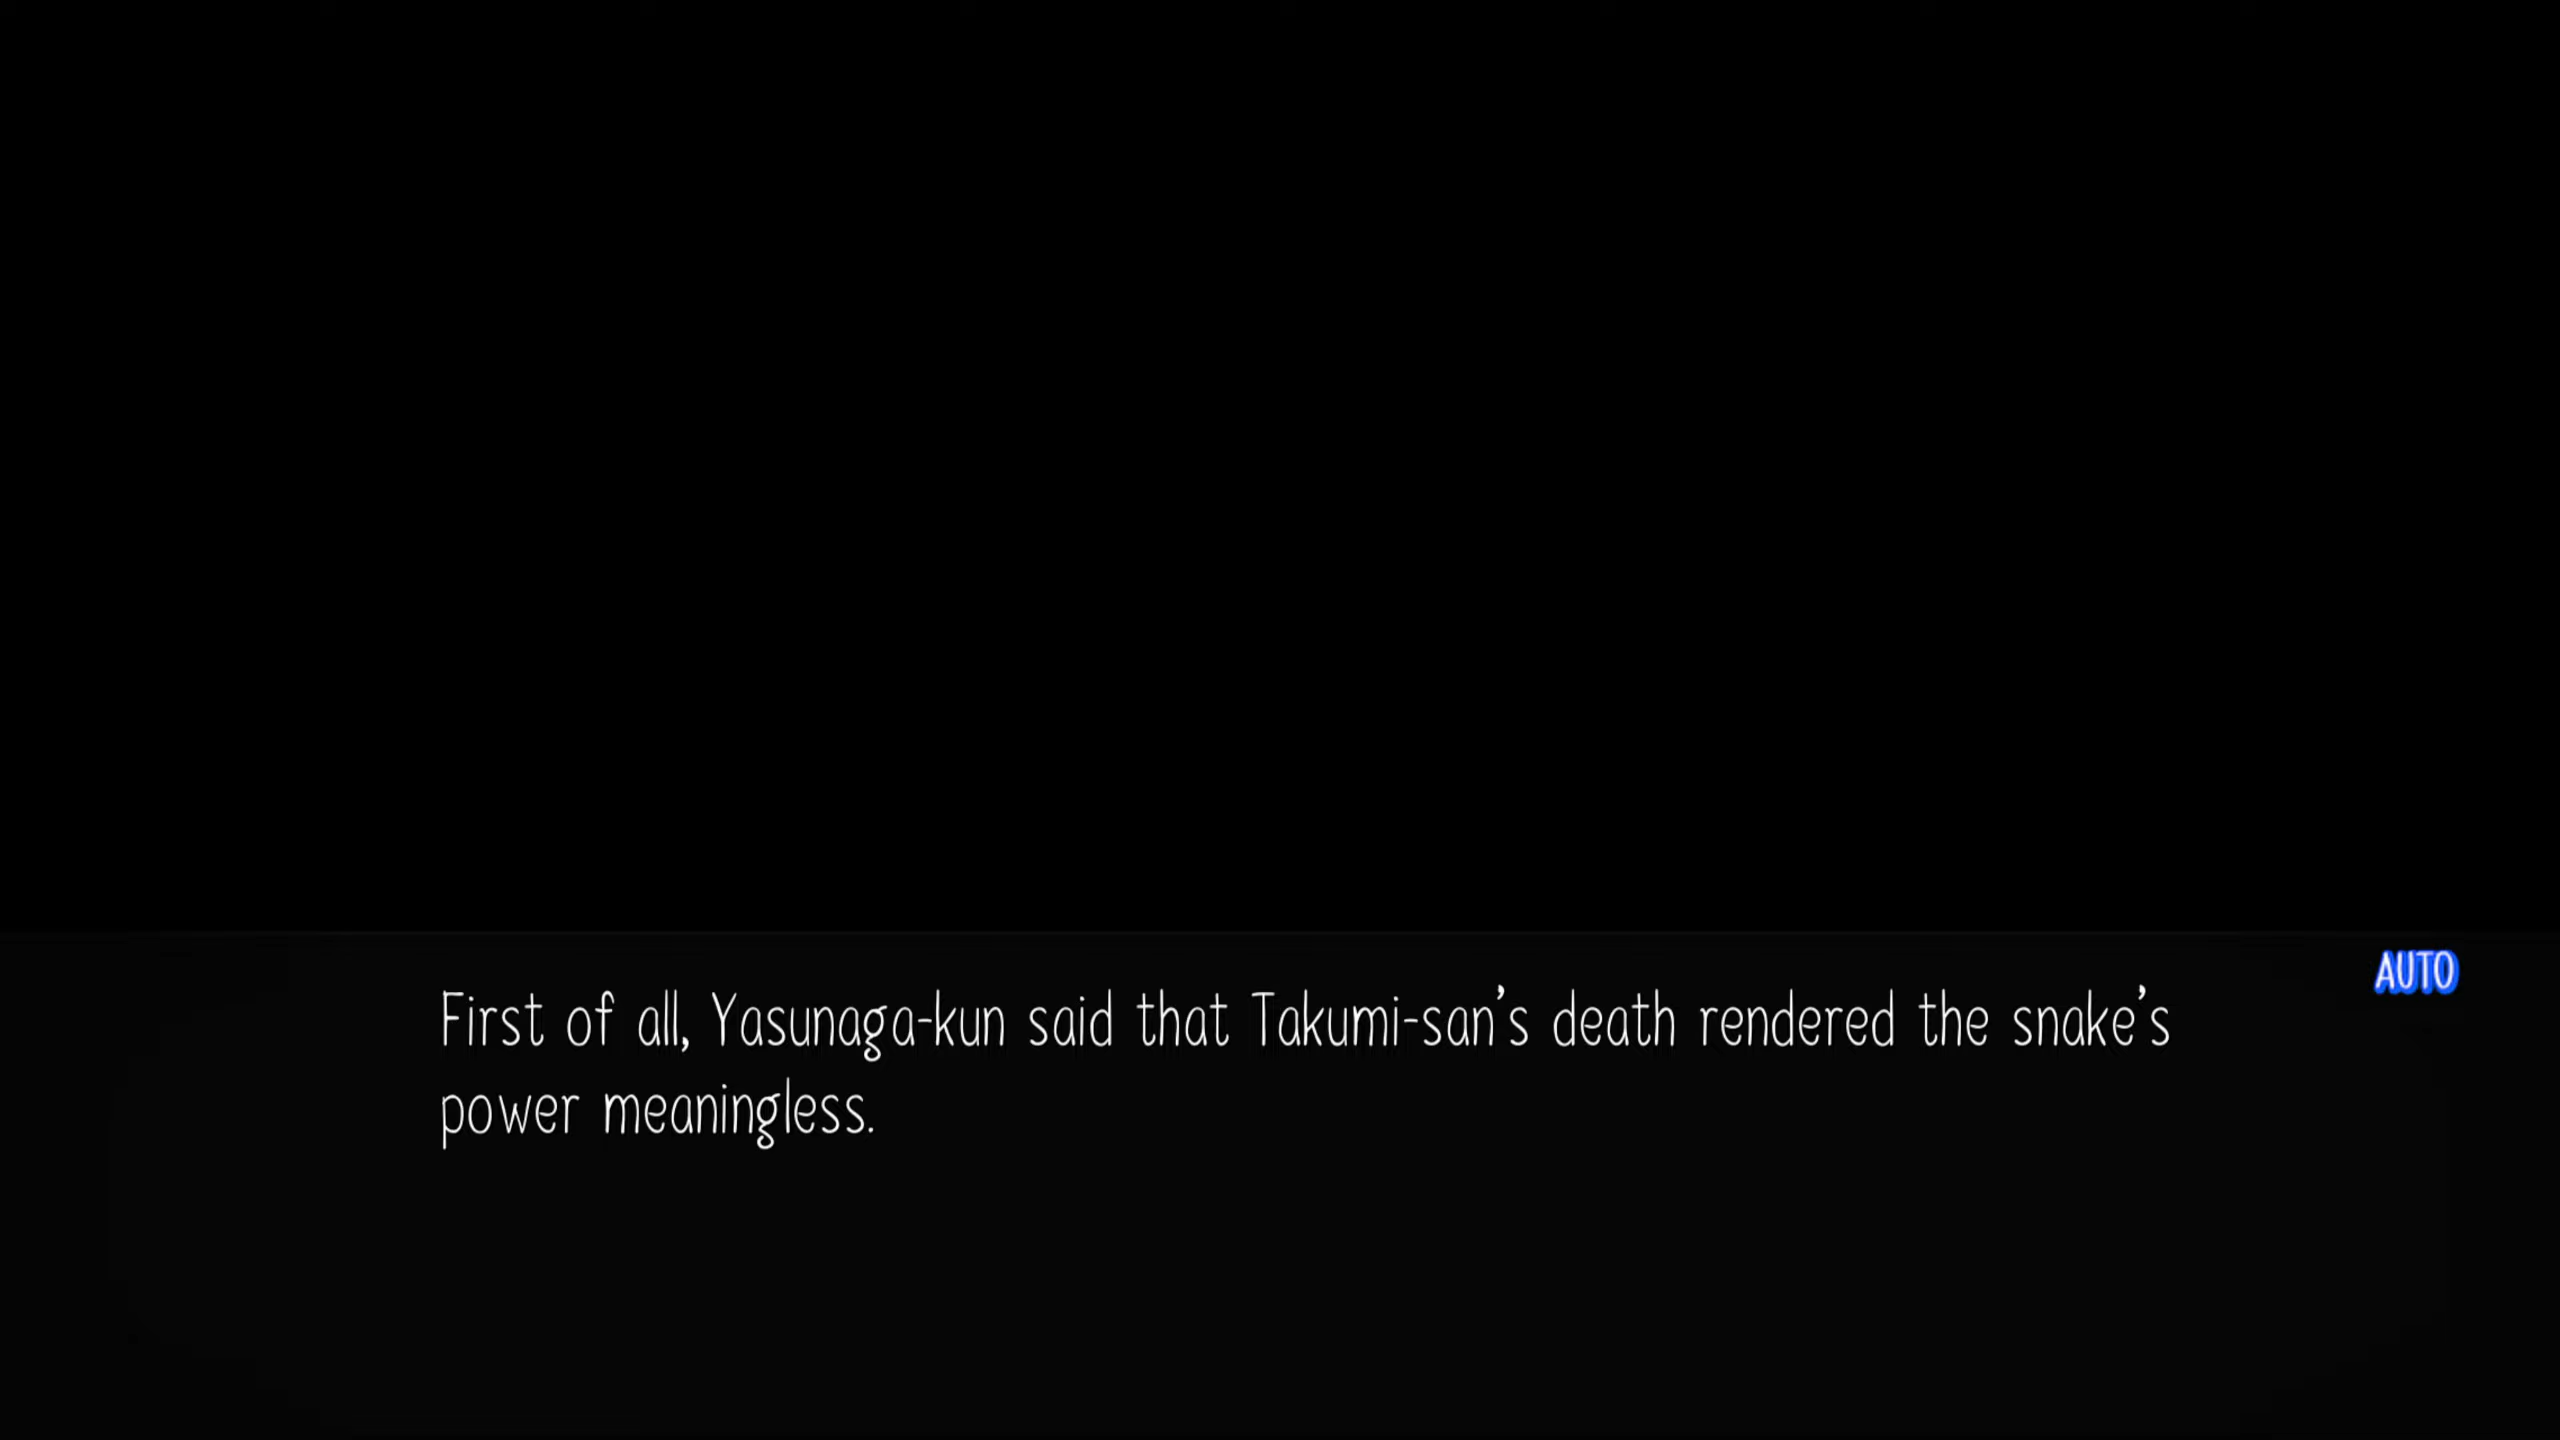 AUTO
First of all, Yasunaga-kun said that Takumi-san's death rendered the snake's
power meaningless.